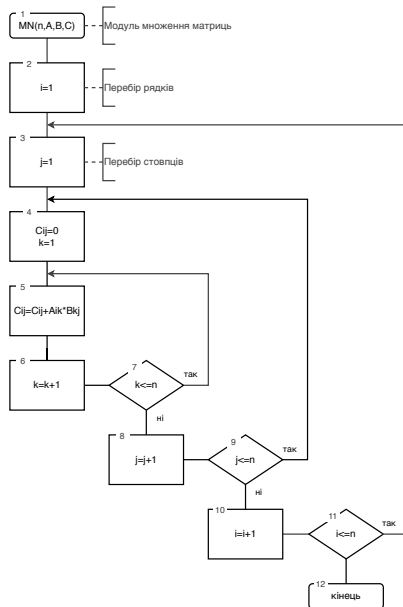 1
MN(n,A,B,C)
Модуль множення матриць
2
i=1
Перебір рядків
3
j=1
Перебір стовпців
4
Cij=0
k=1
5
Cij=Cij+Aik*Bkj
6
k=k+1
7
k<=n
так
ні
8
j=j+1
9
j<=n
так
ні
10
i=i+1
11
i<=n
так
12
кінець